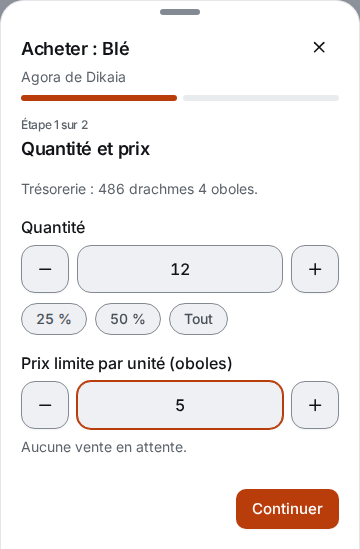 Acheter : Blé
Agora de Dikaia
Étape 1 sur 2
Quantité et prix
Trésorerie : 486 drachmes 4 oboles.
Quantité
− 12 +
25 % 50 % Tout
Prix limite par unité (oboles)
− 5 +
Aucune vente en attente.
Continuer